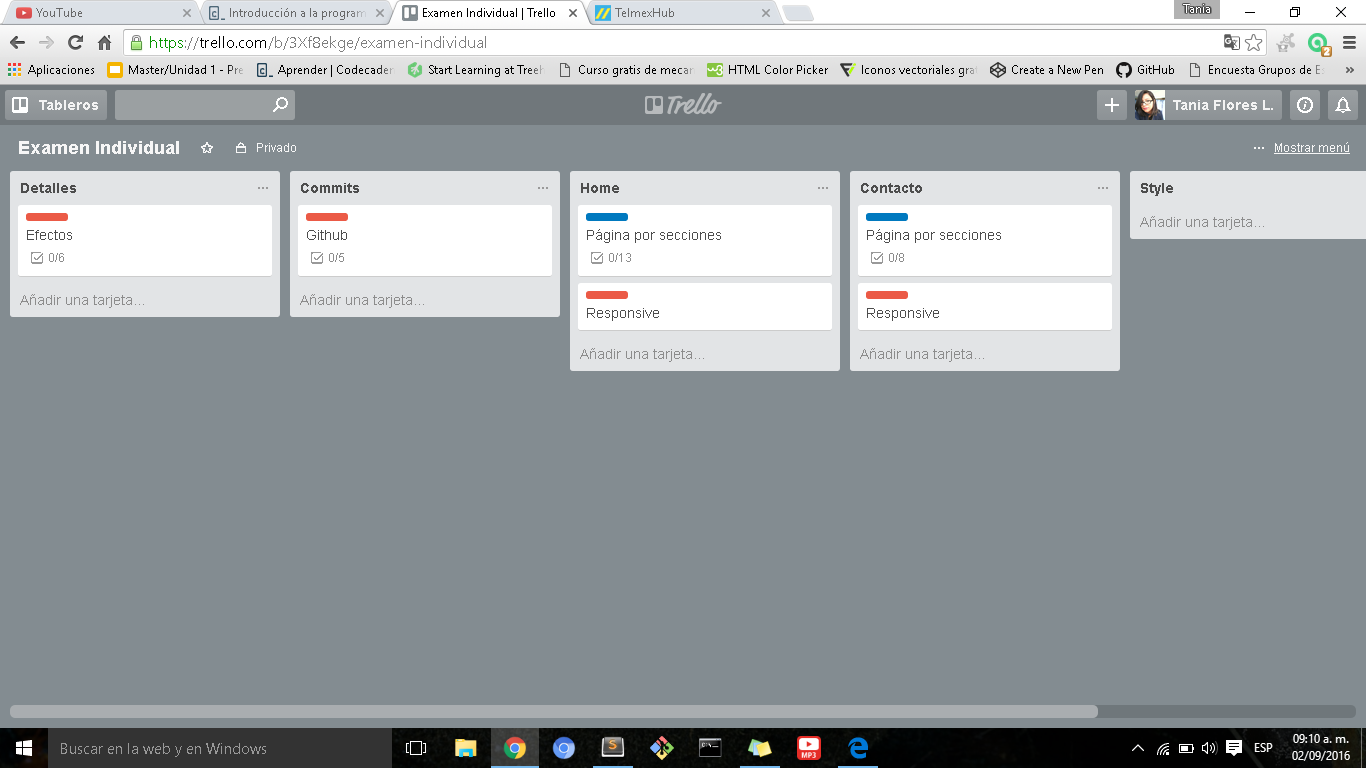 YouTube
Introducción a la program
Examen Individual | Trello
TelmexHub
Tania
https://trello.com/b/3Xf8ekge/examen-individual
Aplicaciones
Master/Unidad 1 - Pre
Aprender | Codecader
Start Learning at Treeh
Curso gratis de mecar
HTML Color Picker
Iconos vectoriales grat
Create a New Pen
GitHub
Encuesta Grupos de E
Tableros
Trello
Tania Flores L.
Examen Individual
Privado
Mostrar menú
Detalles
Efectos
0/6
Añadir una tarjeta...
Commits
Github
0/5
Añadir una tarjeta...
Home
Página por secciones
0/13
Responsive
Añadir una tarjeta...
Contacto
Página por secciones
0/8
Responsive
Añadir una tarjeta...
Style
Añadir una tarjeta...
Buscar en la web y en Windows
MP3
ESP
09:10 a. m.
02/09/2016